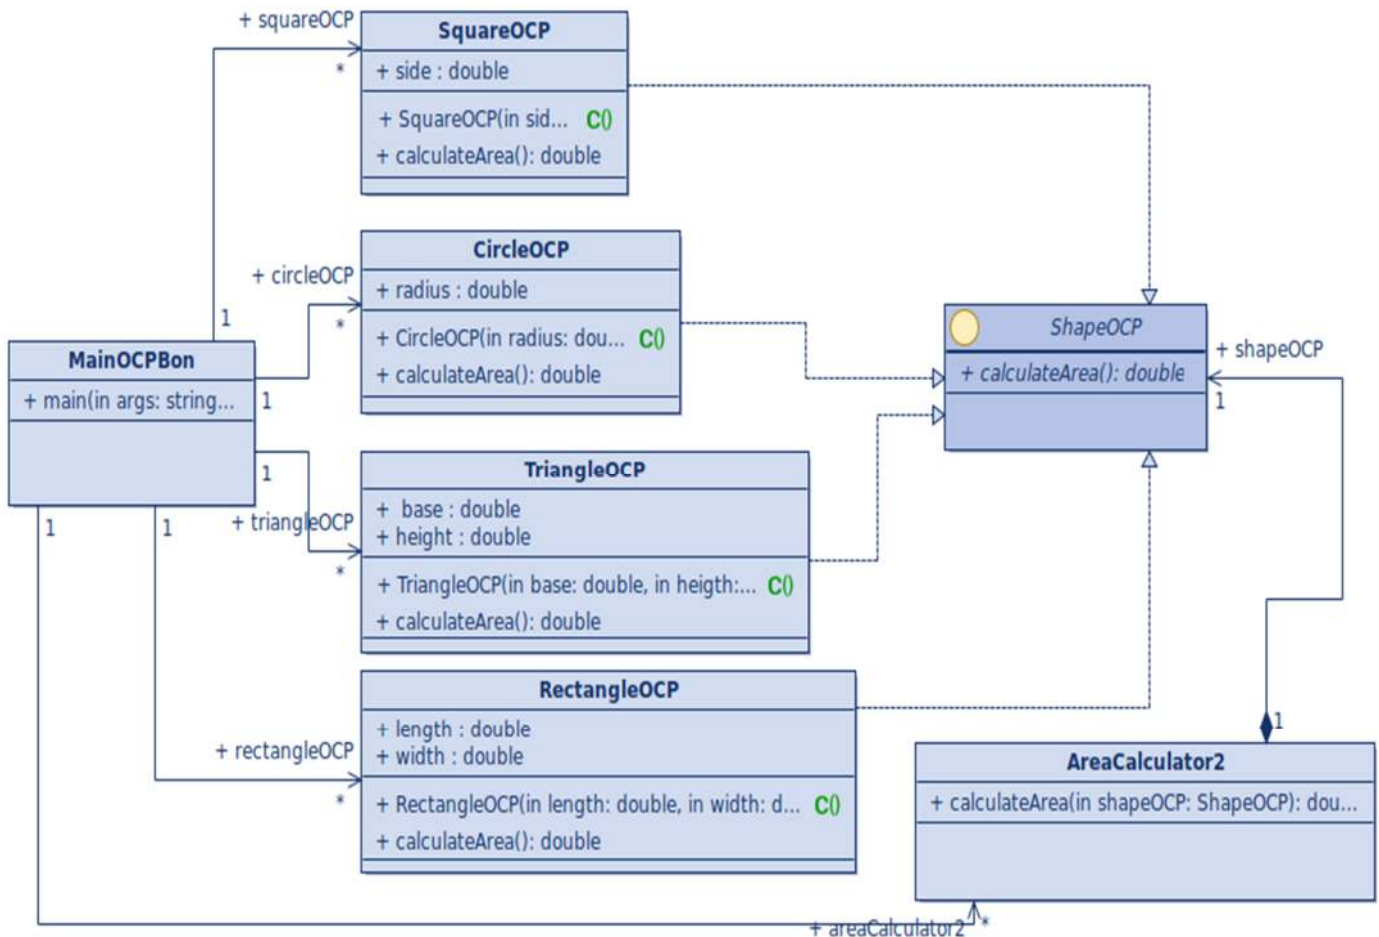 + squareOCP
*
SquareOCP
+ side : double
+ SquareOCP(in sid... C()
+ calculateArea(): double
1
+ circleOCP
*
CircleOCP
+ radius : double
+ CircleOCP(in radius: dou... C()
+ calculateArea(): double
ShapeOCP
+ calculateArea(): double
+ shapeOCP
1
MainOCPBon
+ main(in args: string...
1
1
1
1
+ triangleOCP
*
TriangleOCP
+ base : double
+ height : double
+ TriangleOCP(in base: double, in heigth:... C()
+ calculateArea(): double
+ rectangleOCP
*
RectangleOCP
+ length : double
+ width : double
+ RectangleOCP(in length: double, in width: d... C()
+ calculateArea(): double
1
AreaCalculator2
+ calculateArea(in shapeOCP: ShapeOCP): dou...
+ areaCalculator2
*